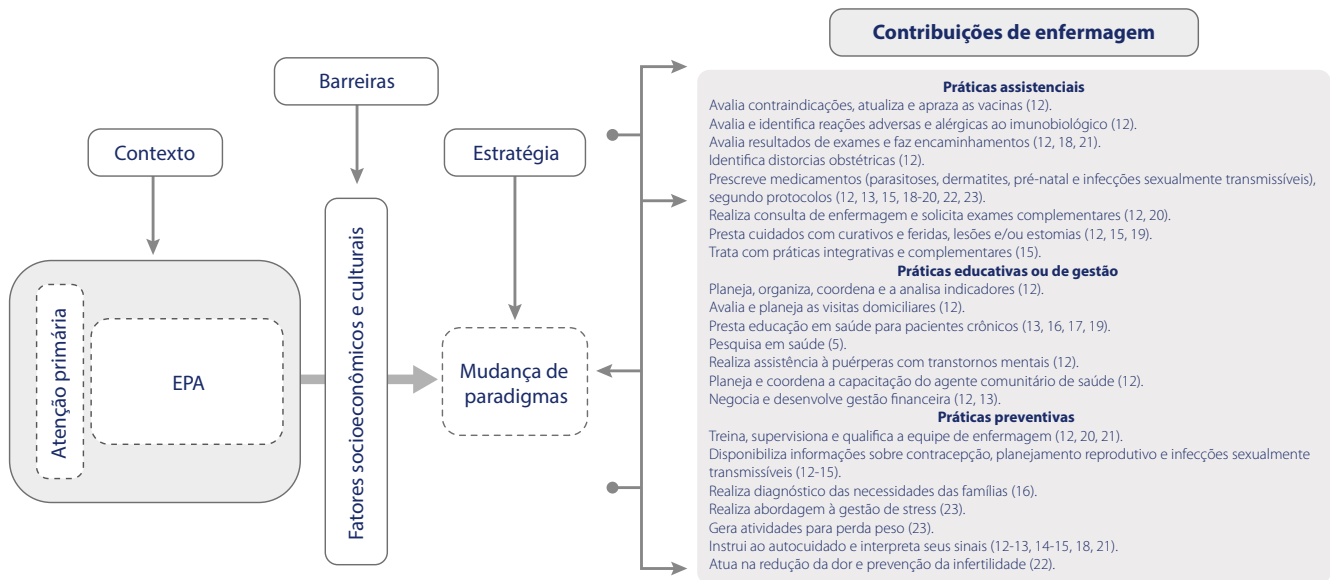 Contribuições de enfermagem
Barreiras
Contexto
Estratégia
Atenção primária
EPA
Fatores socioeconômicos e culturais
Mudança de
paradigmas
Práticas assistenciais
Avalia contraindicações, atualiza e apraza as vacinas (12).
Avalia e identifica reações adversas e alérgicas ao imunobiológico (12).
Avalia resultados de exames e faz encaminhamentos (12, 18, 21).
Identifica distorcias obstétricas (12).
Prescreve medicamentos (parasitoses, dermatites, pré-natal e infecções sexualmente transmissíveis),
segundo protocolos (12, 13, 15, 18-20, 22, 23).
Realiza consulta de enfermagem e solicita exames complementares (12, 20).
Presta cuidados com curativos e feridas, lesões e/ou estomias (12, 15, 19).
Trata com práticas integrativas e complementares (15).
Práticas educativas ou de gestão
Planeja, organiza, coordena e a analisa indicadores (12).
Avalia e planeja as visitas domiciliares (12).
Presta educação em saúde para pacientes crônicos (13, 16, 17, 19).
Pesquisa em saúde (5).
Realiza assistência à puérperas com transtornos mentais (12).
Planeja e coordena a capacitação do agente comunitário de saúde (12).
Negocia e desenvolve gestão financeira (12, 13).
Práticas preventivas
Treina, supervisiona e qualifica a equipe de enfermagem (12, 20, 21).
Disponibiliza informações sobre contracepção, planejamento reprodutivo e infecções sexualmente
transmissíveis (12-15).
Realiza diagnóstico das necessidades das famílias (16).
Realiza abordagem à gestão de stress (23).
Gera atividades para perda peso (23).
Instrui ao autocuidado e interpreta seus sinais (12-13, 14-15, 18, 21).
Atua na redução da dor e prevenção da infertilidade (22).